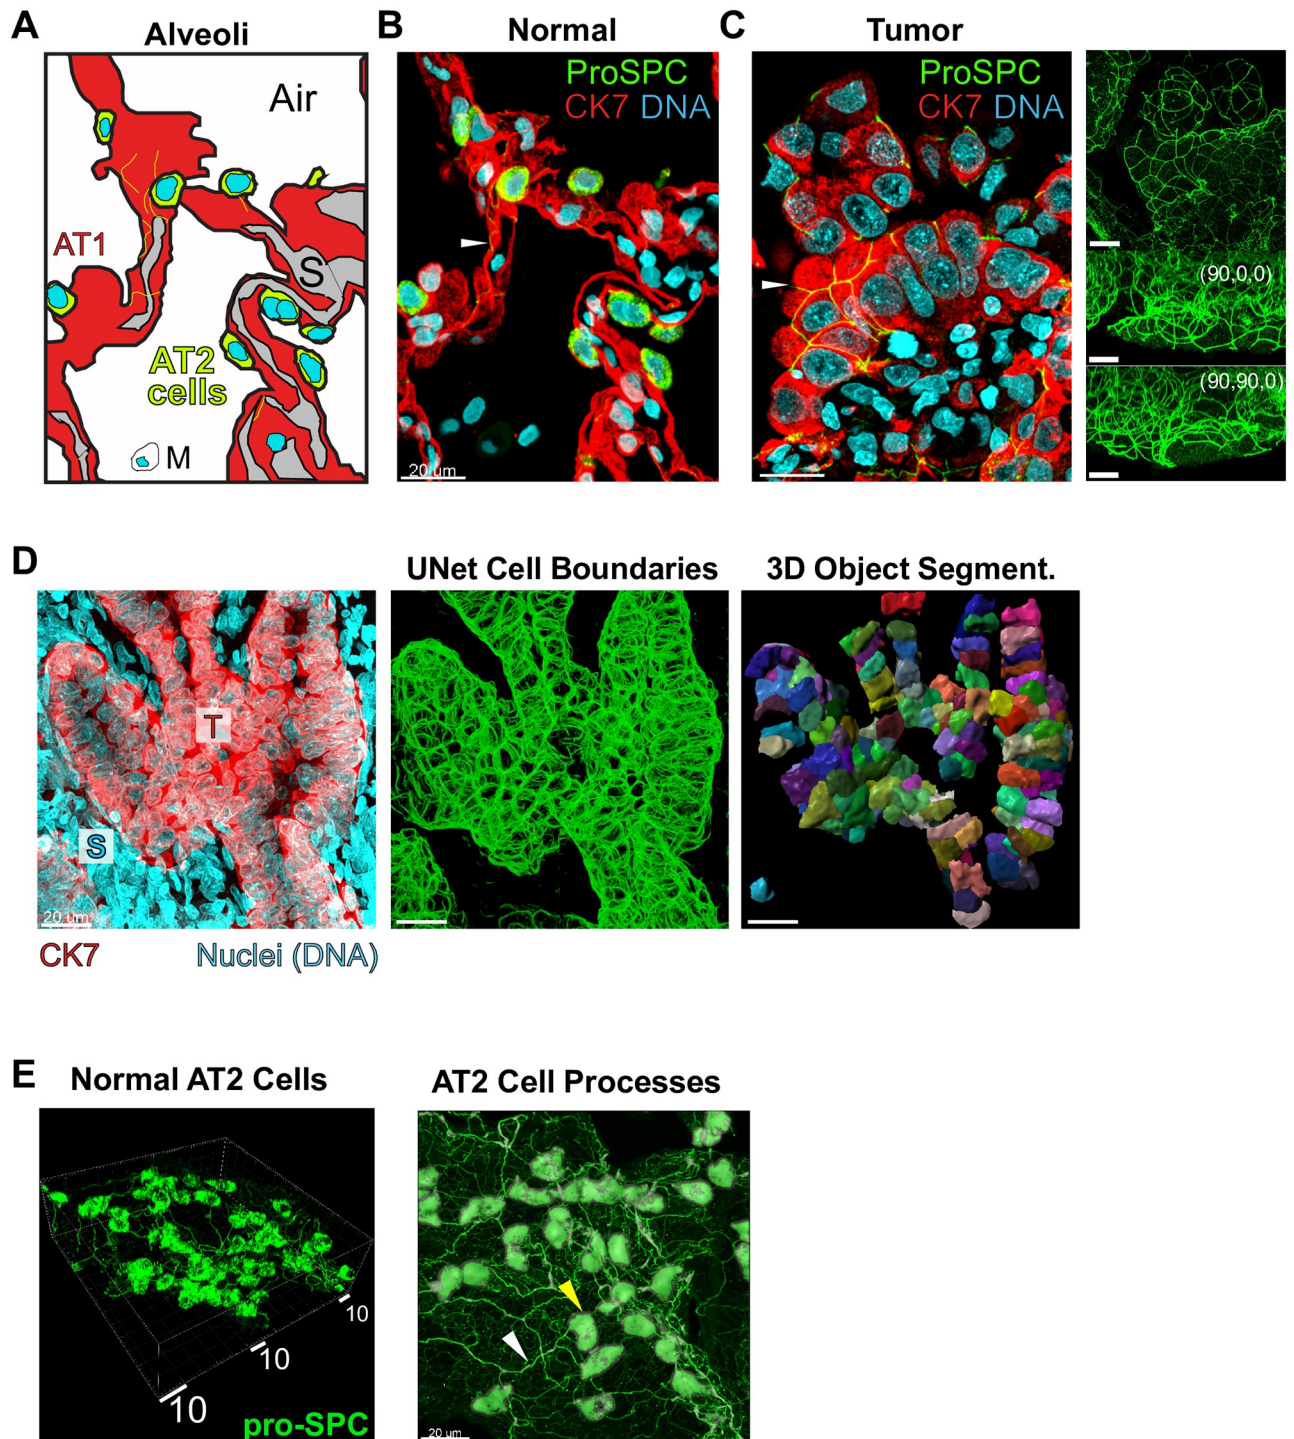 A
Alveoli
Air
AT1
S
AT2
cells
M
B
Normal
ProSPC
CK7 DNA
20 um
C
Tumor
ProSPC
CK7 DNA
(90,0,0)
(90,90,0)
D
T
S
20 um
CK7
Nuclei (DNA)
UNet Cell Boundaries
3D Object Segment.
E
Normal AT2 Cells
10
10
10
pro-SPC
AT2 Cell Processes
20 um